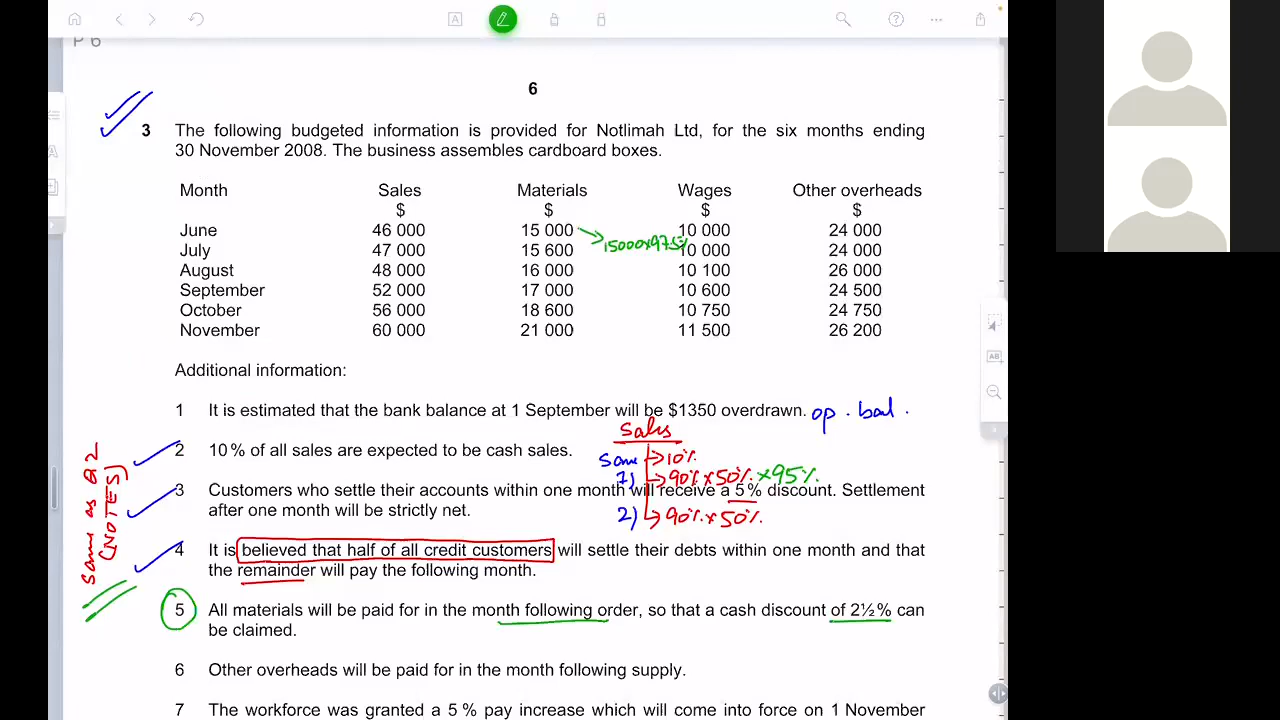 P 6
6
3 The following budgeted information is provided for Notlimah Ltd, for the six months ending
30 November 2008. The business assembles cardboard boxes.
Month Sales Materials Wages Other overheads
$ $ $ $
June 46 000 15 000 10 000 24 000
15000x97.5%
July 47 000 15 600 10 000 24 000
August 48 000 16 000 10 100 26 000
September 52 000 17 000 10 600 24 500
October 56 000 18 600 10 750 24 750
November 60 000 21 000 11 500 26 200
Additional information:
1 It is estimated that the bank balance at 1 September will be $1350 overdrawn. op. bal.
Sales
2 10% of all sales are expected to be cash sales.
Same → 10%
1) → 90% x 50% x 95%
3 Customers who settle their accounts within one month will receive a 5% discount. Settlement
after one month will be strictly net.
2) → 90% x 50%
same as Q2
(NOTES)
4 It is believed that half of all credit customers will settle their debts within one month and that
the remainder will pay the following month.
5 All materials will be paid for in the month following order, so that a cash discount of 2½% can
be claimed.
6 Other overheads will be paid for in the month following supply.
7 The workforce was granted a 5% pay increase which will come into force on 1 November